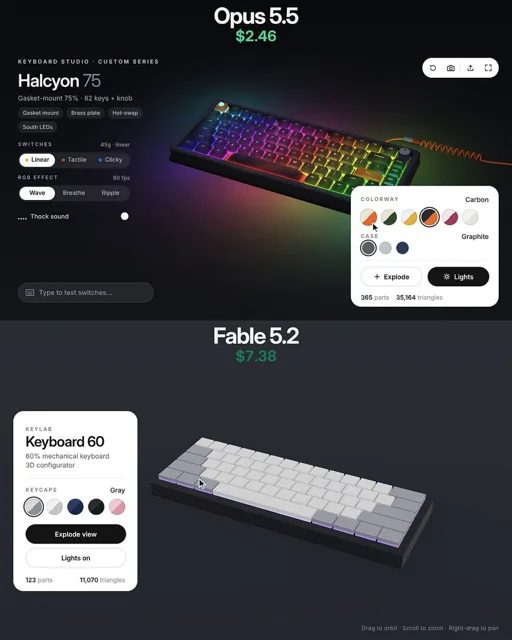 Opus 5.5
$2.46
KEYBOARD STUDIO · CUSTOM SERIES
Halcyon 75
Gasket-mount 75% · 82 keys + knob
Gasket mount
Brass plate
Hot-swap
South LEDs
SWITCHES
45g · linear
Linear
Tactile
Clicky
RGB EFFECT
60 fps
Wave
Breathe
Ripple
Thock sound
Type to test switches...
COLORWAY
Carbon
CASE
Graphite
Explode
Lights
365 parts 35,164 triangles
Fable 5.2
$7.38
KEYLAB
Keyboard 60
60% mechanical keyboard
3D configurator
KEYCAPS
Gray
Explode view
Lights on
123 parts
11,070 triangles
Drag to orbit · Scroll to zoom · Right-drag to pan